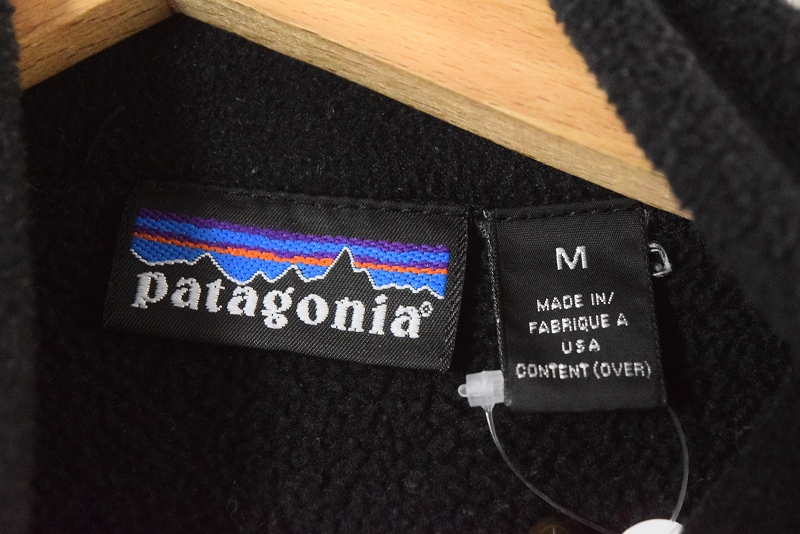 patagonia®
M
MADE IN/
FABRIQUE A
USA
CONTENT (OVER)